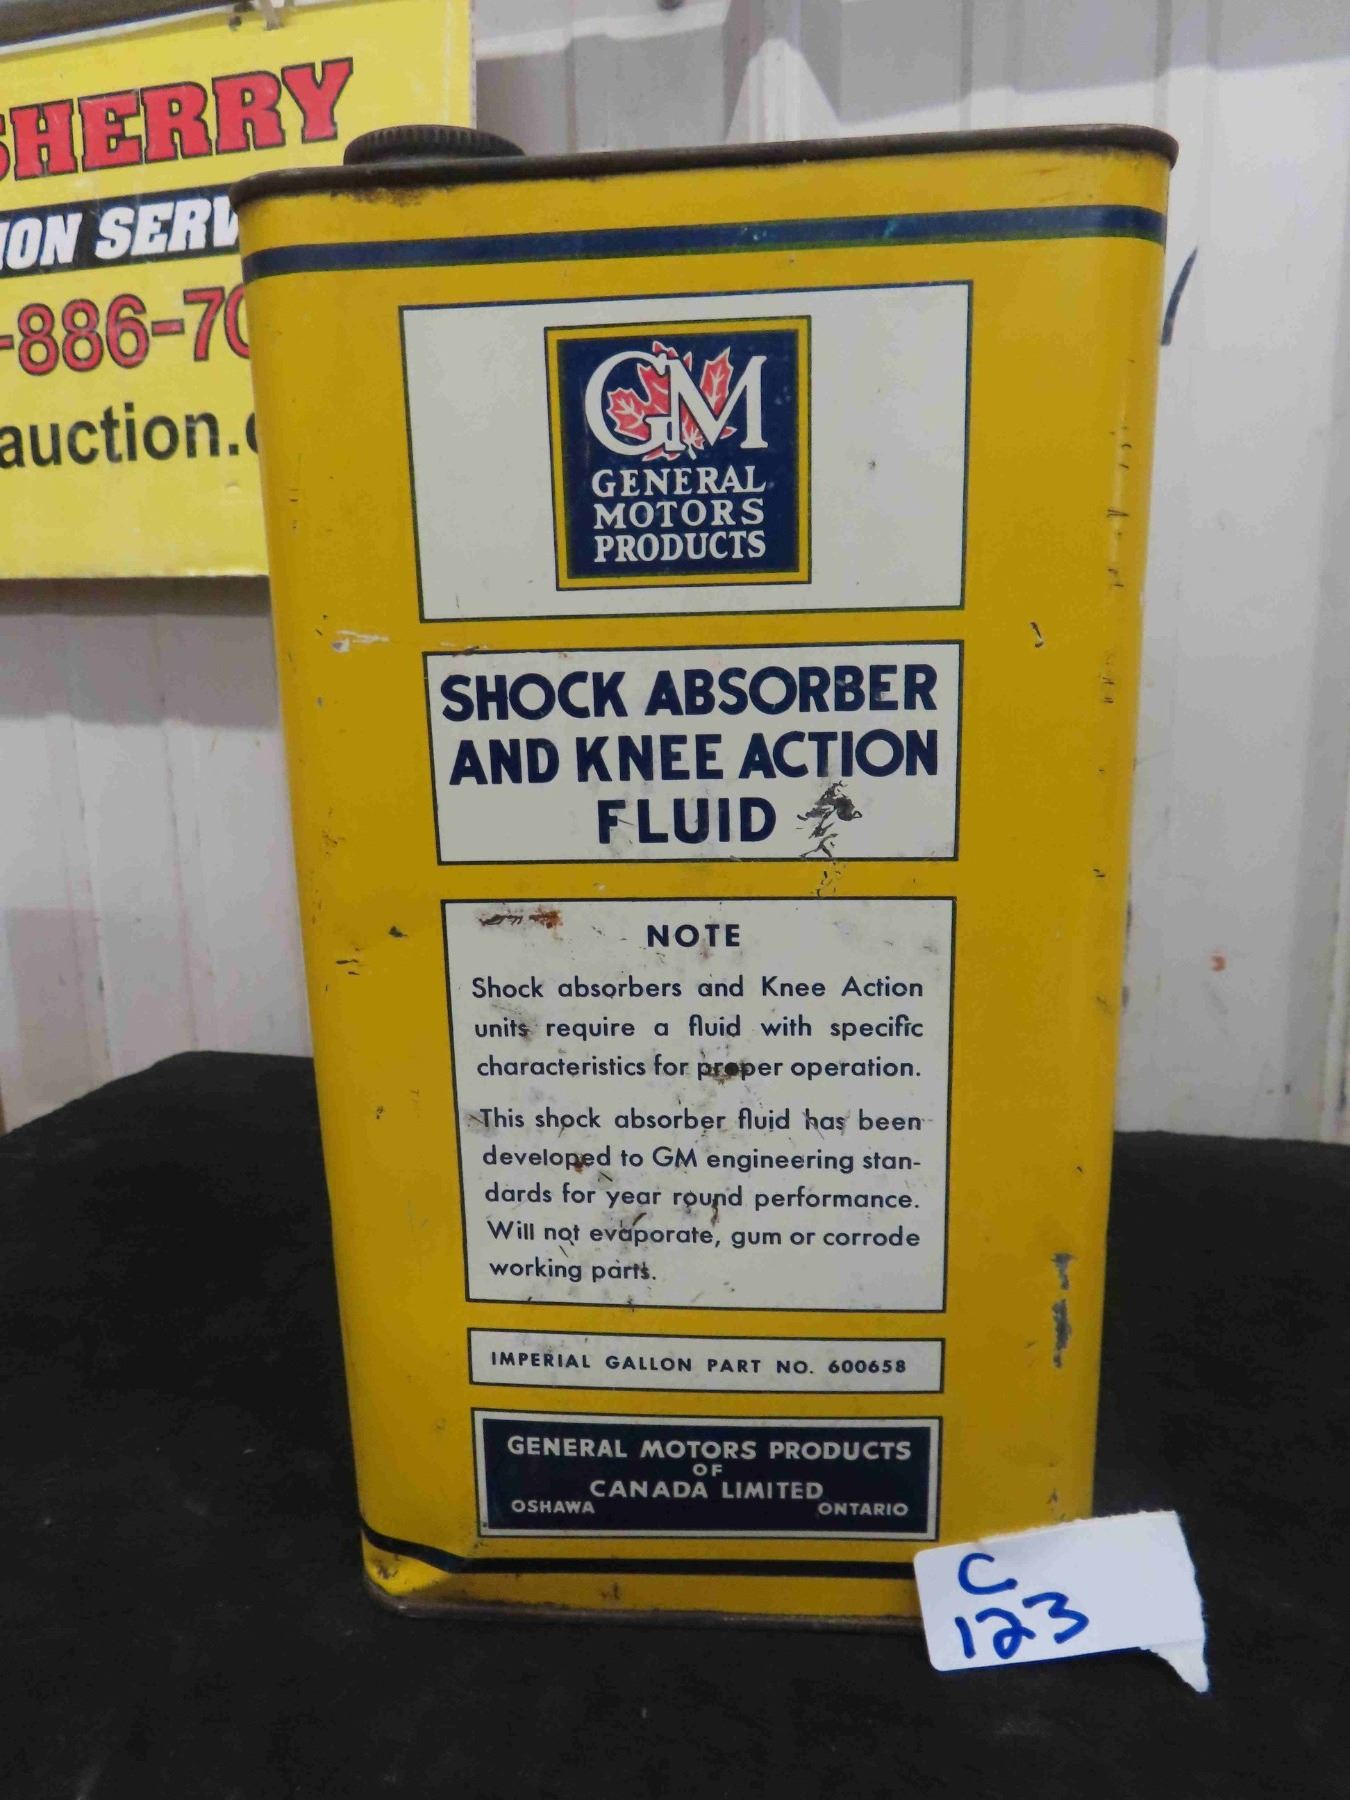 SHERRY
ION SERV
-886-70
auction.
GM
GENERAL
MOTORS
PRODUCTS
SHOCK ABSORBER
AND KNEE ACTION
FLUID
NOTE
Shock absorbers and Knee Action
units require a fluid with specific
characteristics for proper operation.
This shock absorber fluid has been
developed to GM engineering stan-
dards for year round performance.
Will not evaporate, gum or corrode
working parts.
IMPERIAL GALLON PART NO. 600658
GENERAL MOTORS PRODUCTS
OF
CANADA LIMITED
OSHAWA ONTARIO
C
123